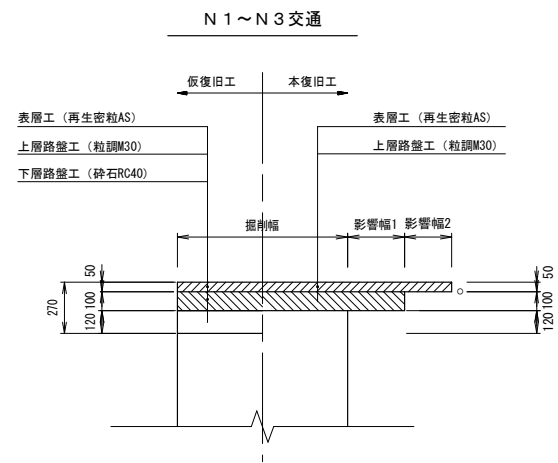 Ｎ１～Ｎ３交通
仮復旧工
本復旧工
表層工（再生密粒AS）
上層路盤工（粒調M30）
下層路盤工（砕石RC40）
表層工（再生密粒AS）
上層路盤工（粒調M30）
掘削幅
影響幅1
影響幅2
270
50
100
120
50
100
120